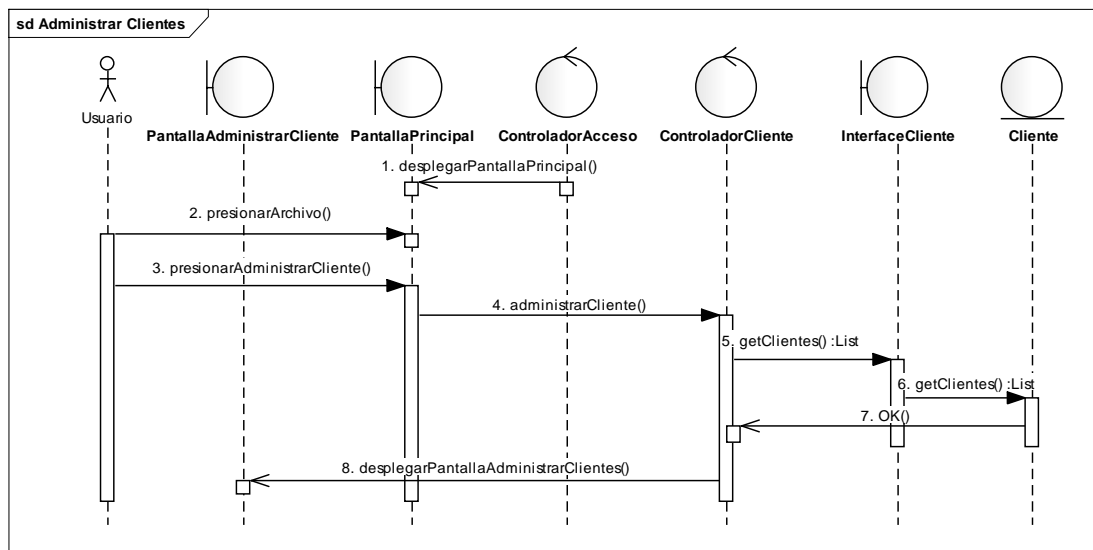 sd Administrar Clientes
Usuario
PantallaAdministrarCliente
PantallaPrincipal
ControladorAcceso
ControladorCliente
InterfaceCliente
Cliente
1. desplegarPantallaPrincipal()
2. presionarArchivo()
3. presionarAdministrarCliente()
4. administrarCliente()
5. getClientes() :List
6. getClientes() :List
7. OK()
8. desplegarPantallaAdministrarClientes()